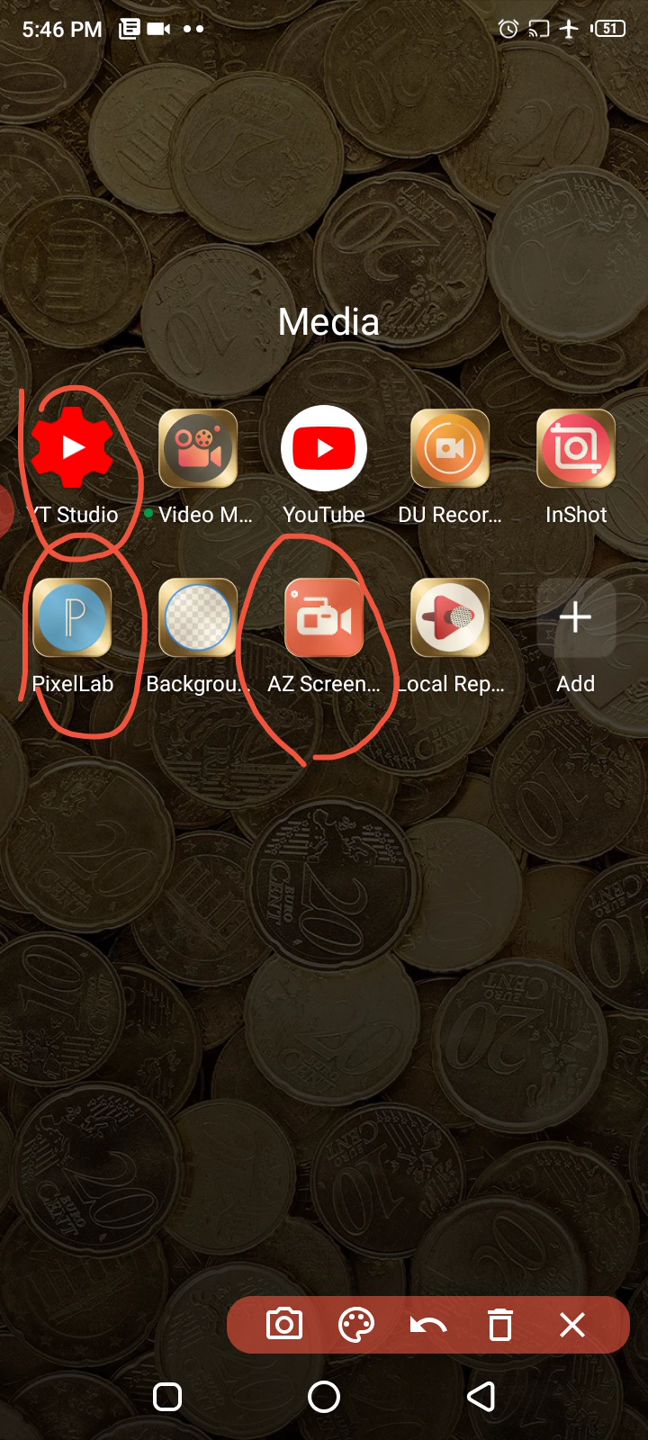 5:46 PM
51
Media
YT Studio
Video M...
YouTube
DU Recor...
InShot
PixelLab
Backgrou...
AZ Screen...
Local Rep...
Add